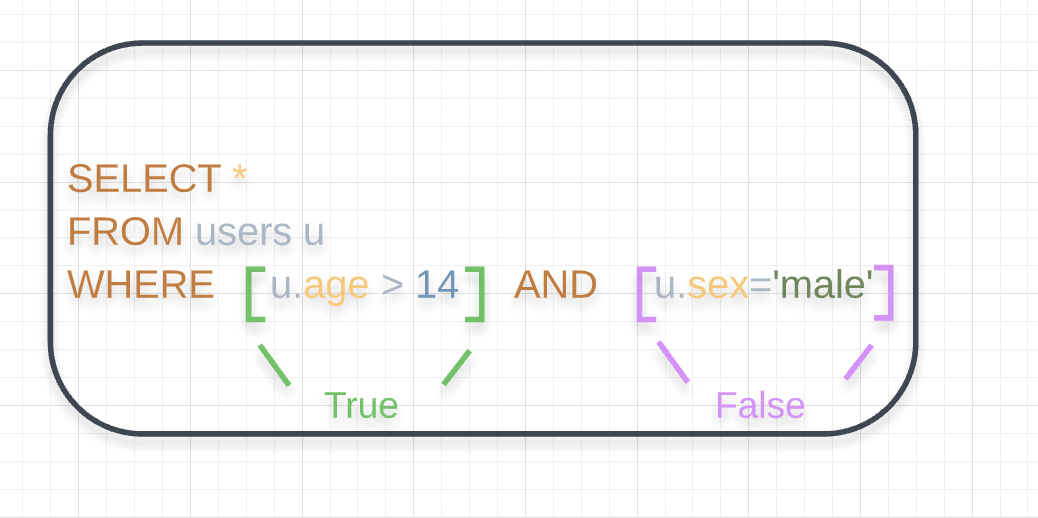 SELECT *
FROM users u
WHERE [u.age > 14] AND [u.sex='male']
True False